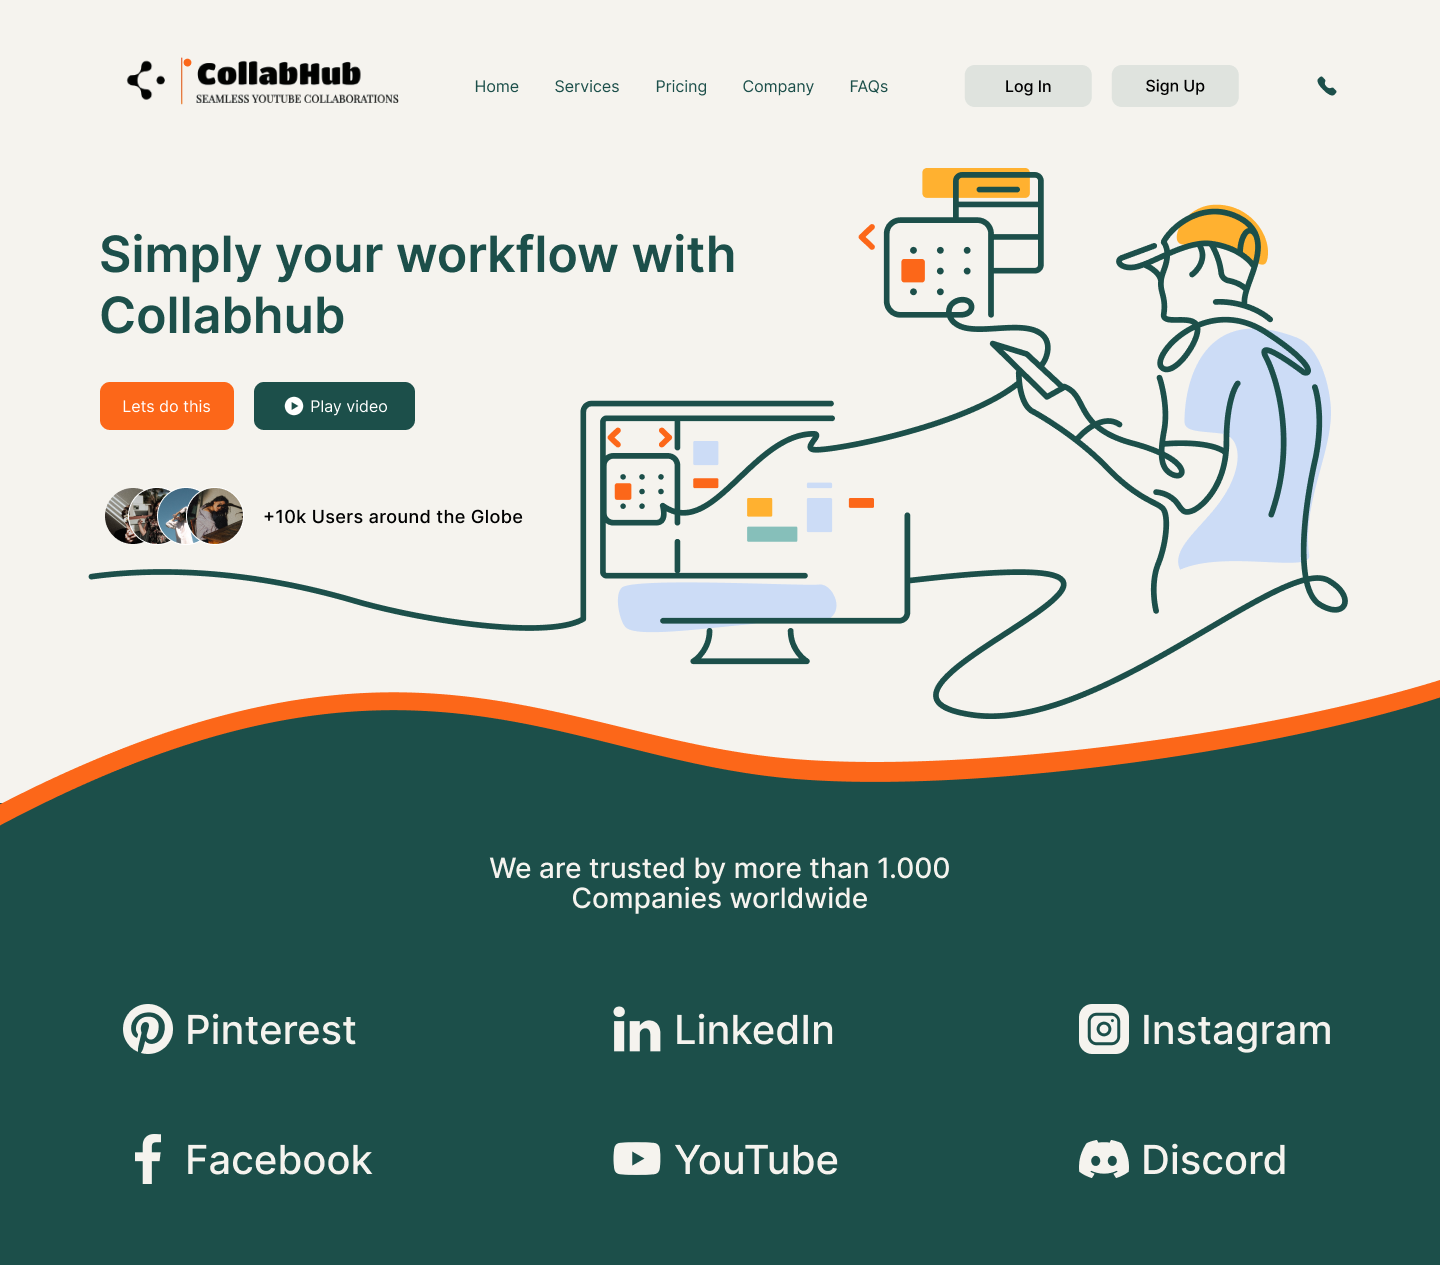 CollabHub
SEAMLESS YOUTUBE COLLABORATIONS
Home Services Pricing Company FAQs Log In Sign Up
Simply your workflow with
Collabhub
Lets do this Play video
+10k Users around the Globe
We are trusted by more than 1.000
Companies worldwide
Pinterest LinkedIn Instagram
Facebook YouTube Discord